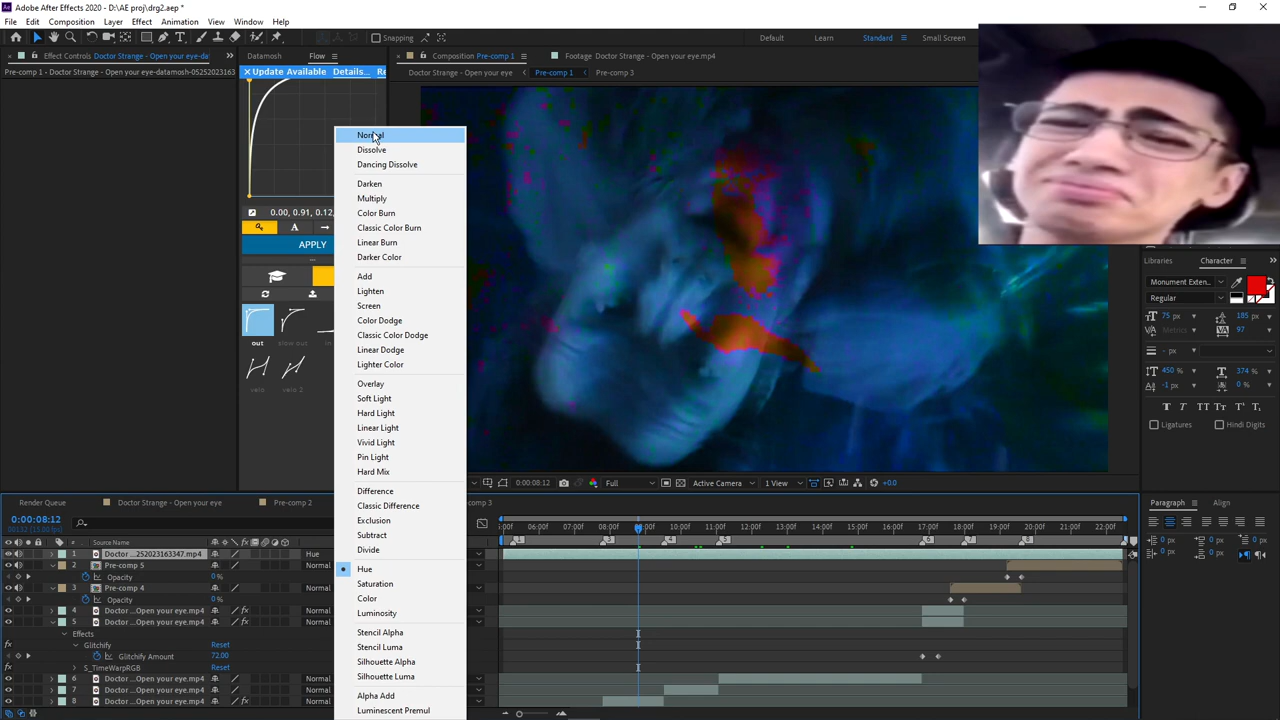 Adobe After Effects 2020 - D:\AE proj\drg2.aep *
File Edit Composition Layer Effect Animation View Window Help
Snapping Default Learn Standard Small Screen
Effect Controls Doctor Strange - Open your eye-da
Datamosh Flow
Composition Pre-comp 1
Footage Doctor Strange - Open your eye.mp4
Pre-comp 1 - Doctor Strange - Open your eye-datamosh-05252023163
Update Available Details... Re
Doctor Strange - Open your eye Pre-comp 1 Pre-comp 3
0.00, 0.91, 0.12,
A
APPLY
out slow out in
velo velo 2
Normal
Dissolve
Dancing Dissolve
Darken
Multiply
Color Burn
Classic Color Burn
Linear Burn
Darker Color
Add
Lighten
Screen
Color Dodge
Classic Color Dodge
Linear Dodge
Lighter Color
Overlay
Soft Light
Hard Light
Linear Light
Vivid Light
Pin Light
Hard Mix
Difference
Classic Difference
Exclusion
Subtract
Divide
Hue
Saturation
Color
Luminosity
Stencil Alpha
Stencil Luma
Silhouette Alpha
Silhouette Luma
Alpha Add
Luminescent Premul
0:00:08:12 Full Active Camera 1 View +0.0
Libraries Character
Monument Exten...
Regular
75 px 185 px
Metrics 97
- px
450 % 374 %
-1 px 0 %
T T TT Tt T¹ T₁
Ligatures Hindi Digits
Paragraph Align
0 px 0 px 0 px
0 px 0 px
Render Queue Doctor Strange - Open your eye Pre-comp 2 mp 3
0:00:08:12
00132 (15.00 fps)
:00f 06:00f 07:00f 08:00f 09:00f 10:00f 11:00f 12:00f 13:00f 14:00f 15:00f 16:00f 17:00f 18:00f 19:00f 20:00f 21:00f 22:00f
# Source Name
1 Doctor ...252023163347.mp4 Hue
2 Pre-comp 5 Normal
Opacity 0 %
3 Pre-comp 4 Normal
Opacity 0 %
4 Doctor ...Open your eye.mp4 Normal
5 Doctor ...Open your eye.mp4 Normal
Effects
Glitchify Reset
Glitchify Amount 72.00
S_TimeWarpRGB Reset
6 Doctor ...Open your eye.mp4 Normal
7 Doctor ...Open your eye.mp4 Normal
8 Doctor ...Open your eye.mp4 Normal